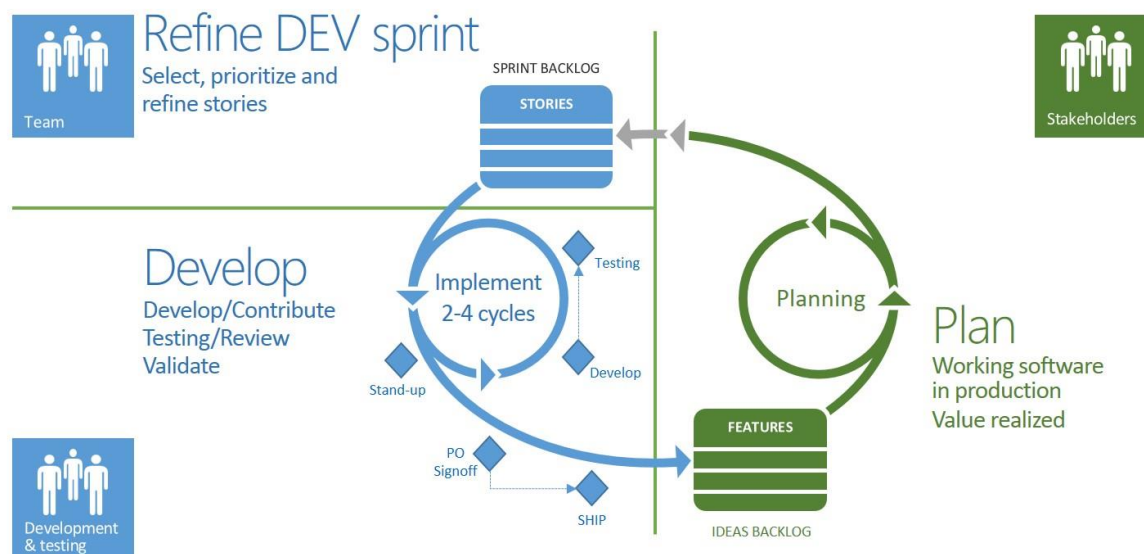 Refine DEV sprint
Select, prioritize and
refine stories
Team
SPRINT BACKLOG
STORIES
Stakeholders
Develop
Develop/Contribute
Testing/Review
Validate
Implement
2-4 cycles
Testing
Develop
Stand-up
Planning
Plan
Working software
in production
Value realized
PO
Signoff
SHIP
FEATURES
IDEAS BACKLOG
Development
& testing